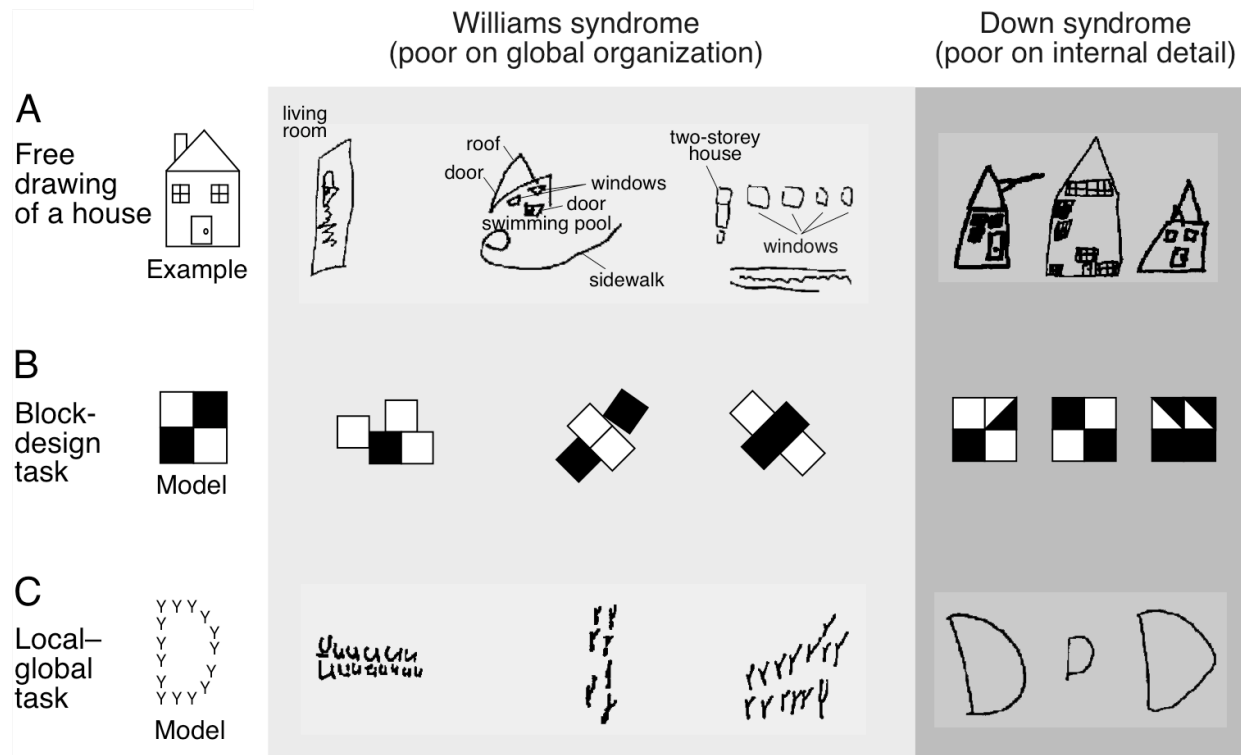 Williams syndrome
(poor on global organization)
Down syndrome
(poor on internal detail)
A
Free
drawing
of a house
Example
living
room
roof
door
windows
door
swimming pool
sidewalk
two-storey
house
windows
B
Block-
design
task
Model
C
Local–
global
task
Y Y Y
Y Y
Y Y
Y Y
Y Y
Y Y
Y Y Y
Model